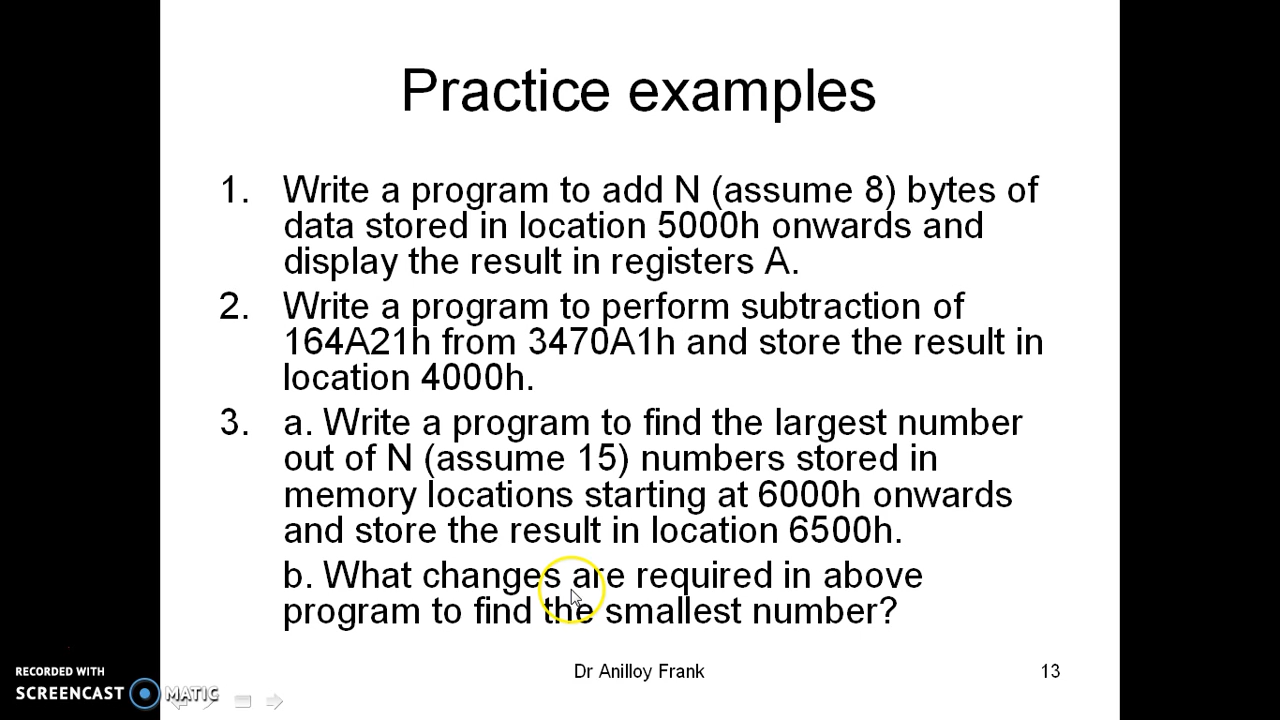 Practice examples
1. Write a program to add N (assume 8) bytes of
data stored in location 5000h onwards and
display the result in registers A.
2. Write a program to perform subtraction of
164A21h from 3470A1h and store the result in
location 4000h.
3. a. Write a program to find the largest number
out of N (assume 15) numbers stored in
memory locations starting at 6000h onwards
and store the result in location 6500h.
b. What changes are required in above
program to find the smallest number?
Dr Anilloy Frank
13
RECORDED WITH
SCREENCAST MATIC